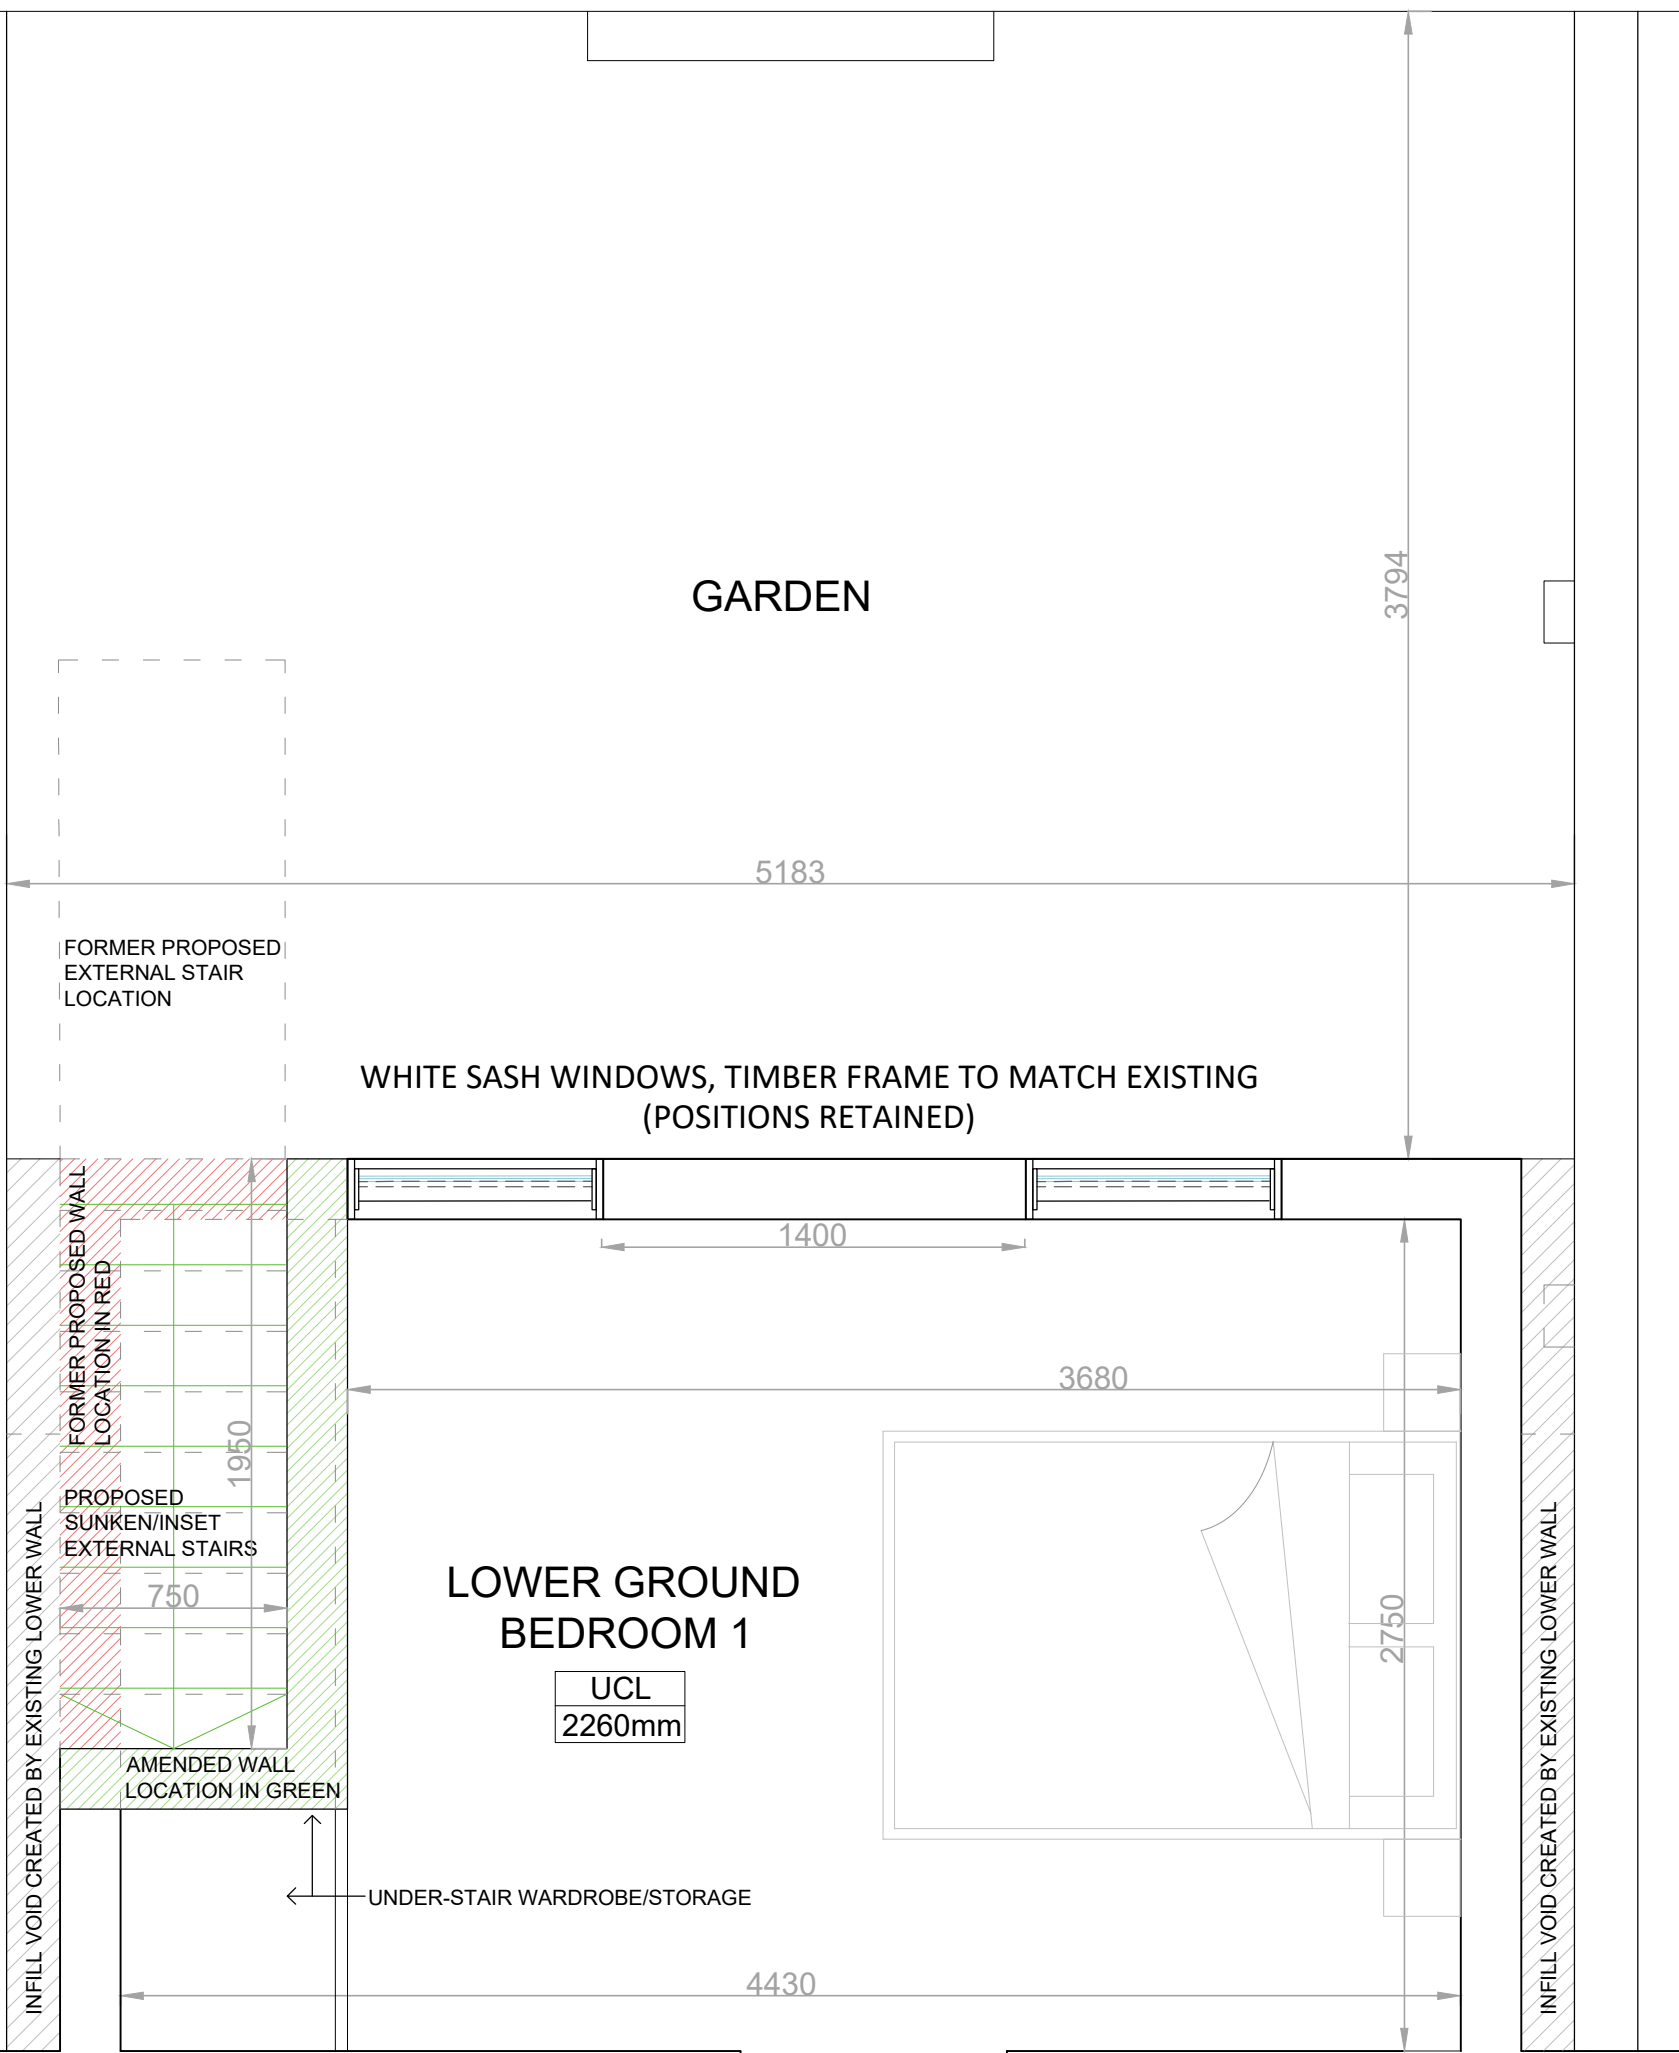 GARDEN
3794
5183
FORMER PROPOSED
EXTERNAL STAIR
LOCATION
WHITE SASH WINDOWS, TIMBER FRAME TO MATCH EXISTING
(POSITIONS RETAINED)
FORMER PROPOSED WALL
LOCATION IN RED
1400
3680
1950
PROPOSED
SUNKEN/INSET
EXTERNAL STAIRS
750
LOWER GROUND
BEDROOM 1
UCL
2260mm
2750
AMENDED WALL
LOCATION IN GREEN
UNDER-STAIR WARDROBE/STORAGE
4430
INFILL VOID CREATED BY EXISTING LOWER WALL
INFILL VOID CREATED BY EXISTING LOWER WALL